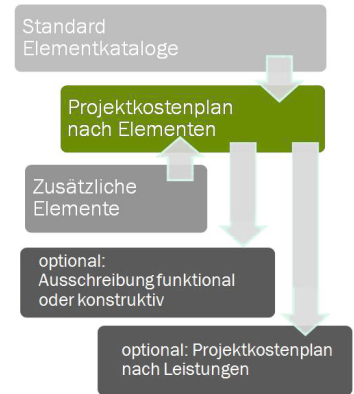 Standard
Elementkataloge
Projektkostenplan
nach Elementen
Zusätzliche
Elemente
optional:
Ausschreibung funktional
oder konstruktiv
optional: Projektkostenplan
nach Leistungen